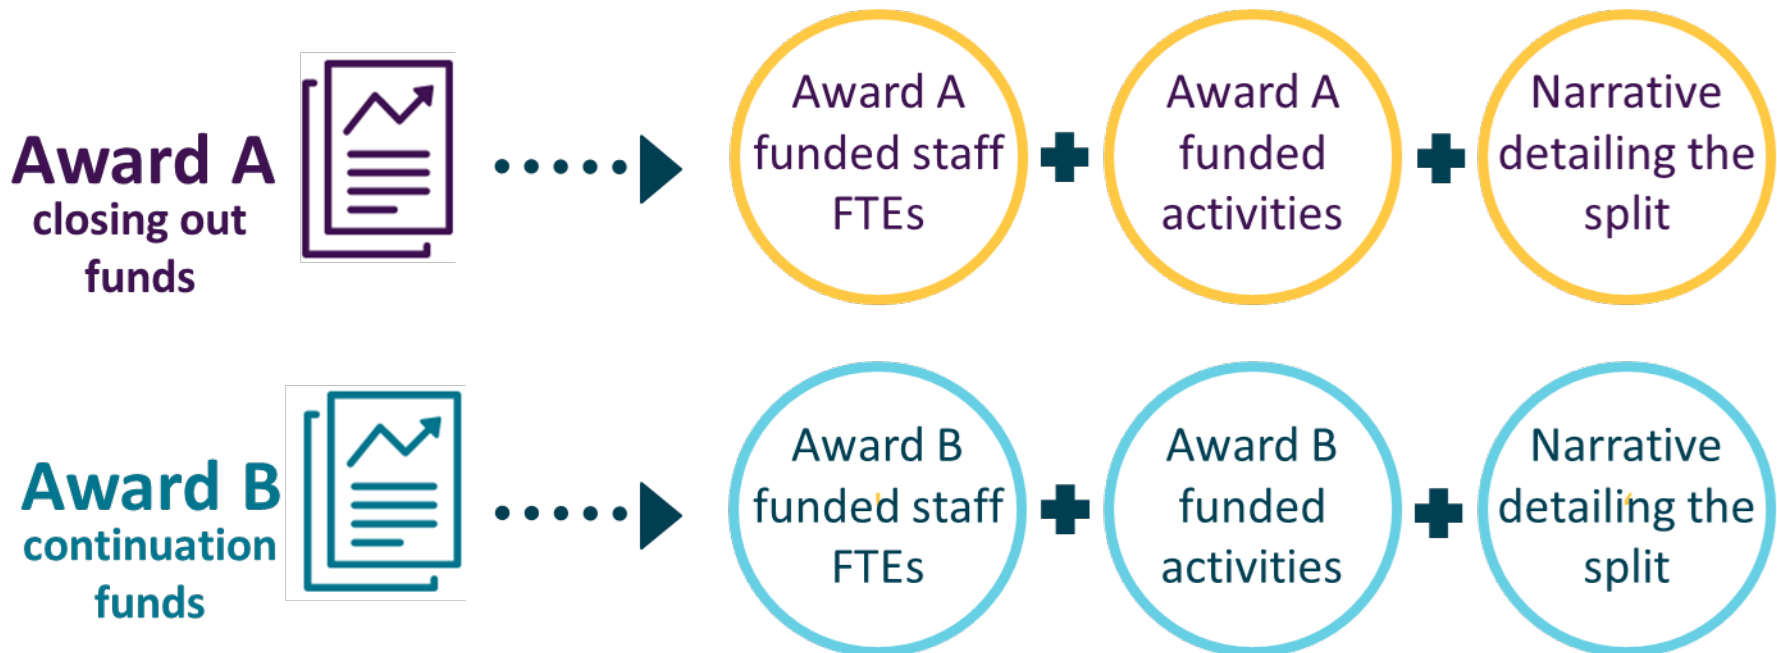 Award A
closing out
funds
Award A
funded staff
FTEs
Award A
funded
activities
Narrative
detailing the
split
Award B
continuation
funds
Award B
funded staff
FTEs
Award B
funded
activities
Narrative
detailing the
split